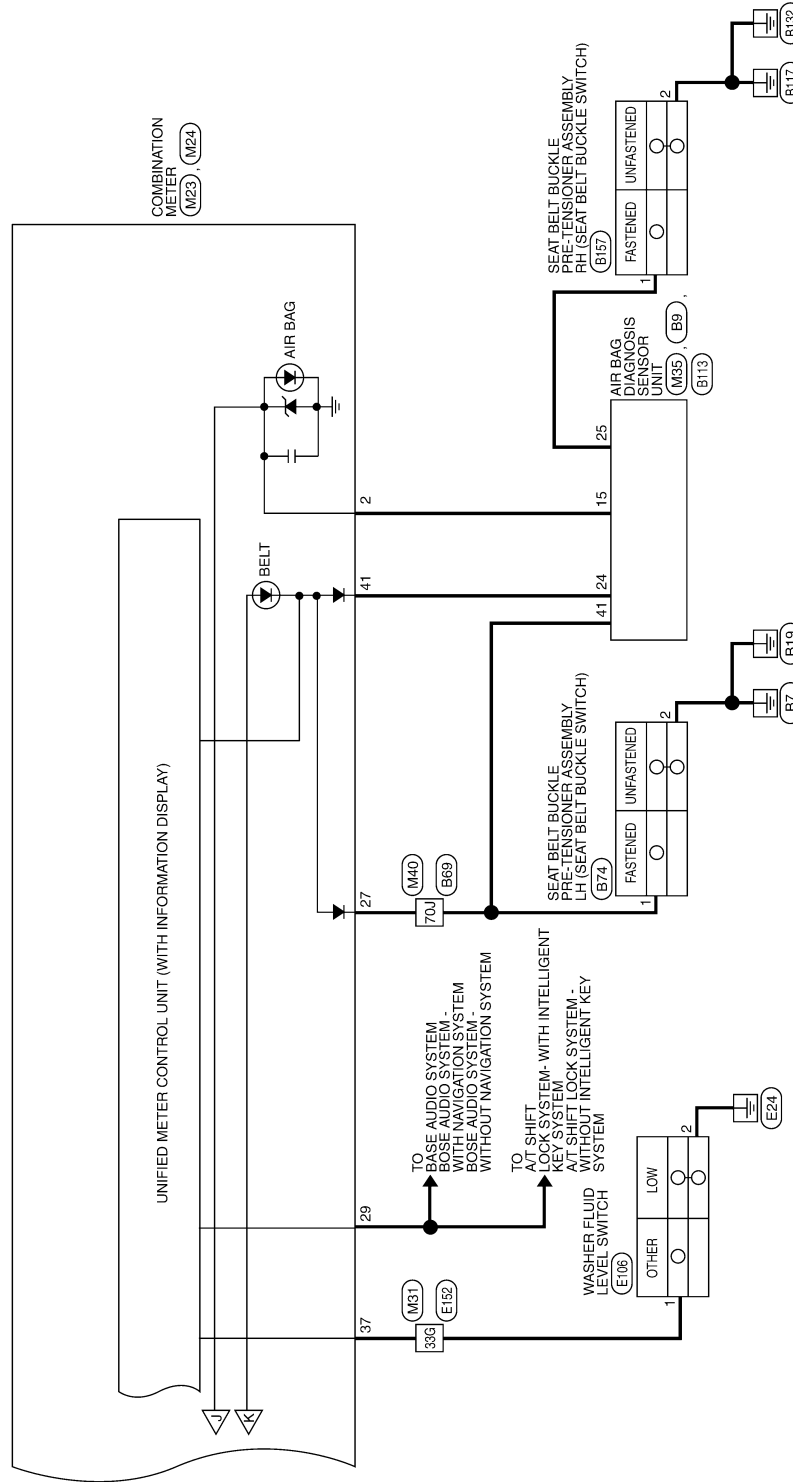 COMBINATION
METER
M23 , M24
UNIFIED METER CONTROL UNIT (WITH INFORMATION DISPLAY)
J
K
BELT
AIR BAG
37
29
27
41
2
M31
33G
E152
TO
BASE AUDIO SYSTEM
BOSE AUDIO SYSTEM -
WITH NAVIGATION SYSTEM
BOSE AUDIO SYSTEM -
WITHOUT NAVIGATION SYSTEM
TO
A/T SHIFT
LOCK SYSTEM- WITH INTELLIGENT
KEY SYSTEM
A/T SHIFT LOCK SYSTEM -
WITHOUT INTELLIGENT KEY
SYSTEM
M40
70J
B69
41
24
15
25
AIR BAG
DIAGNOSIS
SENSOR
UNIT
M35 , B9 ,
B113
WASHER FLUID
LEVEL SWITCH
E106
OTHER
LOW
1
2
E24
SEAT BELT BUCKLE
PRE-TENSIONER ASSEMBLY
LH (SEAT BELT BUCKLE SWITCH)
B74
FASTENED
UNFASTENED
1
2
B7
B19
SEAT BELT BUCKLE
PRE-TENSIONER ASSEMBLY
RH (SEAT BELT BUCKLE SWITCH)
B157
FASTENED
UNFASTENED
1
2
B117
B132